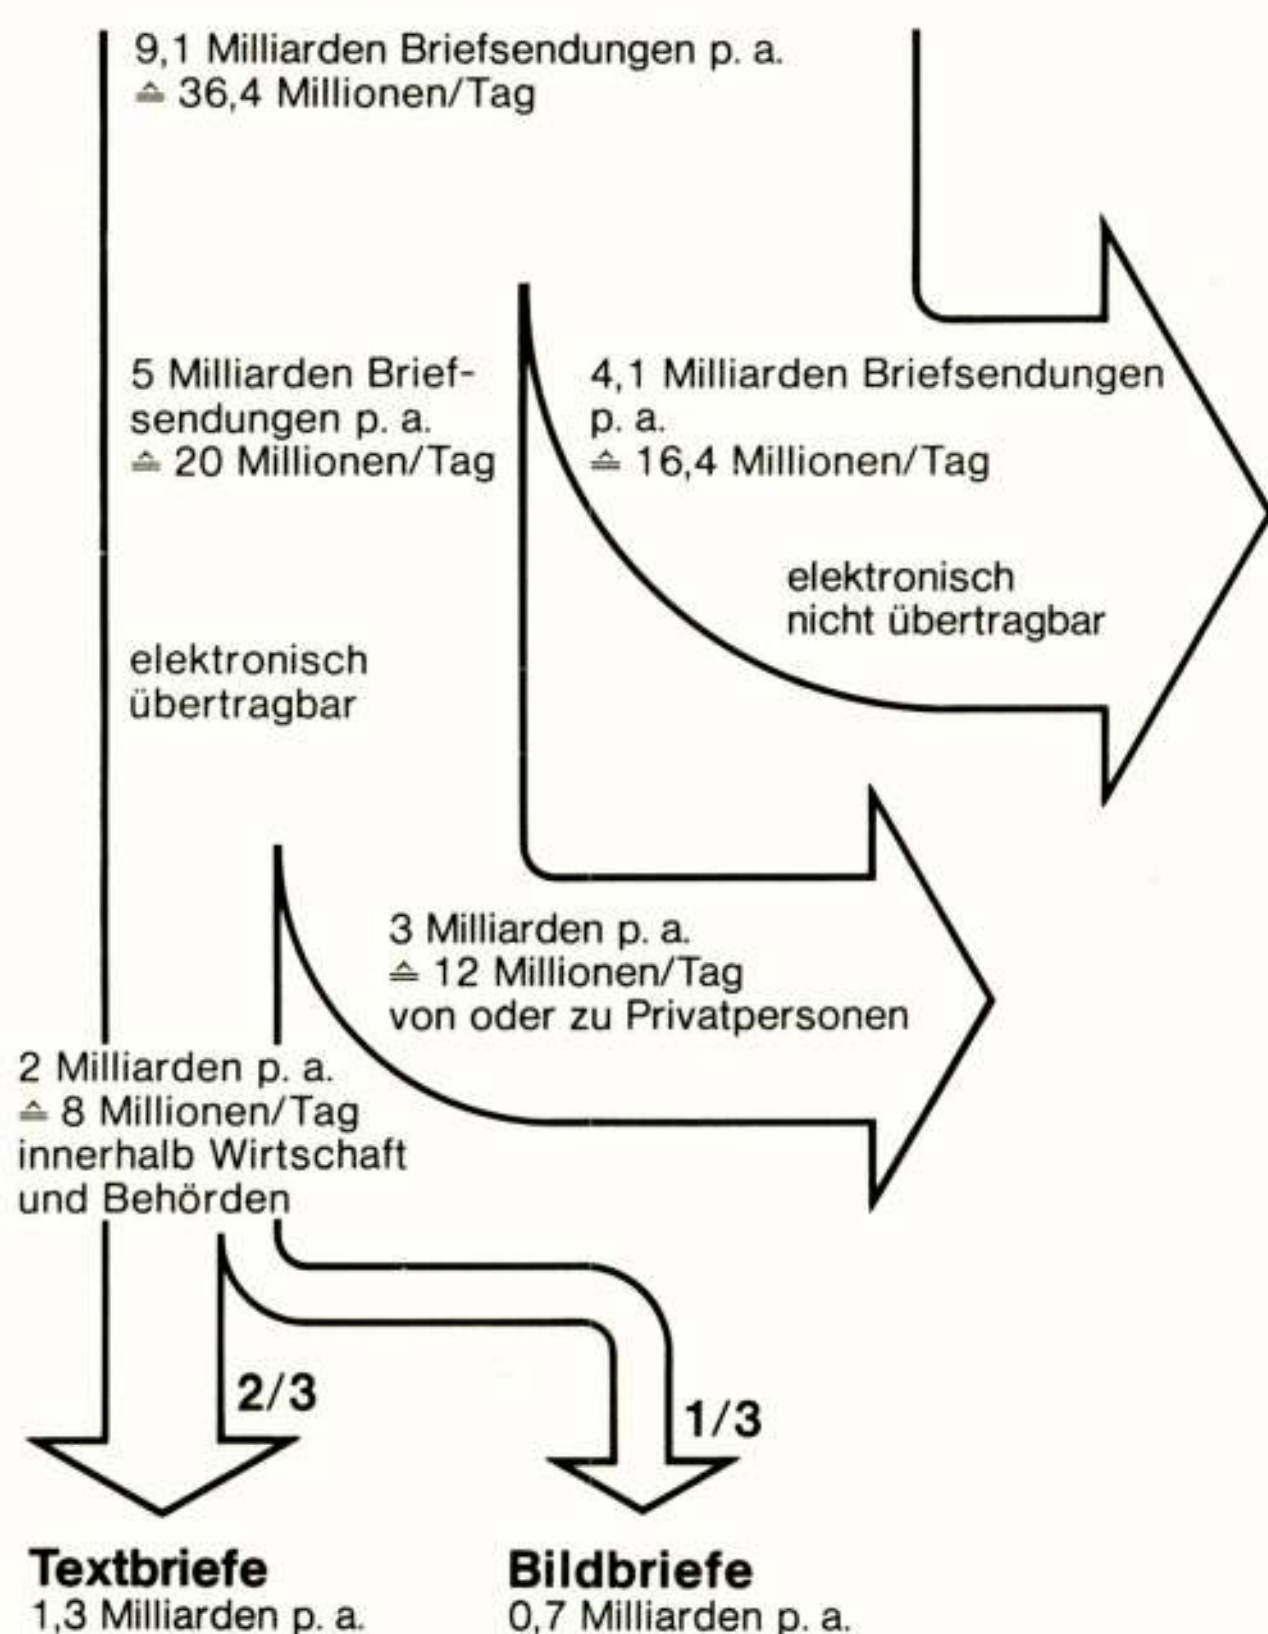 9,1 Milliarden Briefsendungen p. a.
≙ 36,4 Millionen/Tag
5 Milliarden Brief-
sendungen p. a.
≙ 20 Millionen/Tag
4,1 Milliarden Briefsendungen
p. a.
≙ 16,4 Millionen/Tag
elektronisch
nicht übertragbar
elektronisch
übertragbar
3 Milliarden p. a.
≙ 12 Millionen/Tag
von oder zu Privatpersonen
2 Milliarden p. a.
≙ 8 Millionen/Tag
innerhalb Wirtschaft
und Behörden
2/3
1/3
Textbriefe
1,3 Milliarden p. a.
Bildbriefe
0,7 Milliarden p. a.